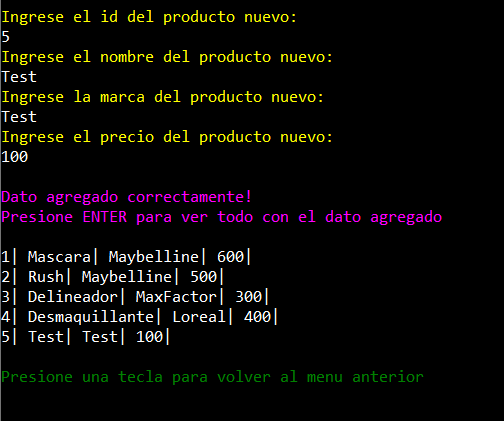 Ingrese el id del producto nuevo:
5
Ingrese el nombre del producto nuevo:
Test
Ingrese la marca del producto nuevo:
Test
Ingrese el precio del producto nuevo:
100
Dato agregado correctamente!
Presione ENTER para ver todo con el dato agregado
1| Mascara| Maybelline| 600|
2| Rush| Maybelline| 500|
3| Delineador| MaxFactor| 300|
4| Desmaquillante| Loreal| 400|
5| Test| Test| 100|
Presione una tecla para volver al menu anterior